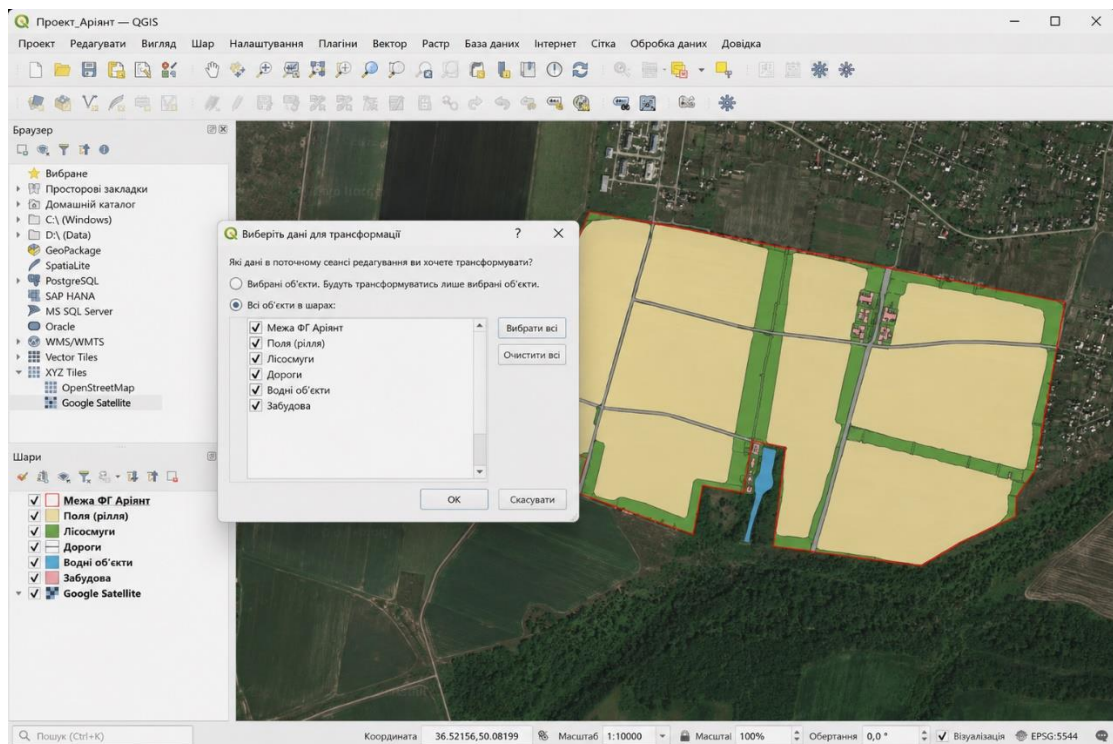 Проект_Аріянт — QGIS
Проект Редагувати Вигляд Шар Налаштування Плагіни Вектор Растр База даних Інтернет Сітка Обробка даних Довідка
Браузер
Вибране
Просторові закладки
Домашній каталог
C:\ (Windows)
D:\ (Data)
GeoPackage
SpatiaLite
PostgreSQL
SAP HANA
MS SQL Server
Oracle
WMS/WMTS
Vector Tiles
XYZ Tiles
OpenStreetMap
Google Satellite
Шари
Межа ФГ Аріянт
Поля (рілля)
Лісосмуги
Дороги
Водні об'єкти
Забудова
Google Satellite
Виберіть дані для трансформації
Які дані в поточному сеансі редагування ви хочете трансформувати?
Вибрані об'єкти. Будуть трансформуватись лише вибрані об'єкти.
Всі об'єкти в шарах:
Межа ФГ Аріянт
Поля (рілля)
Лісосмуги
Дороги
Водні об'єкти
Забудова
Вибрати всі
Очистити всі
OK
Скасувати
Пошук (Ctrl+K)
Координата 36.52156,50.08199 Масштаб 1:10000 Масштаl 100% Обертання 0,0 ° Візуалізація EPSG:5544